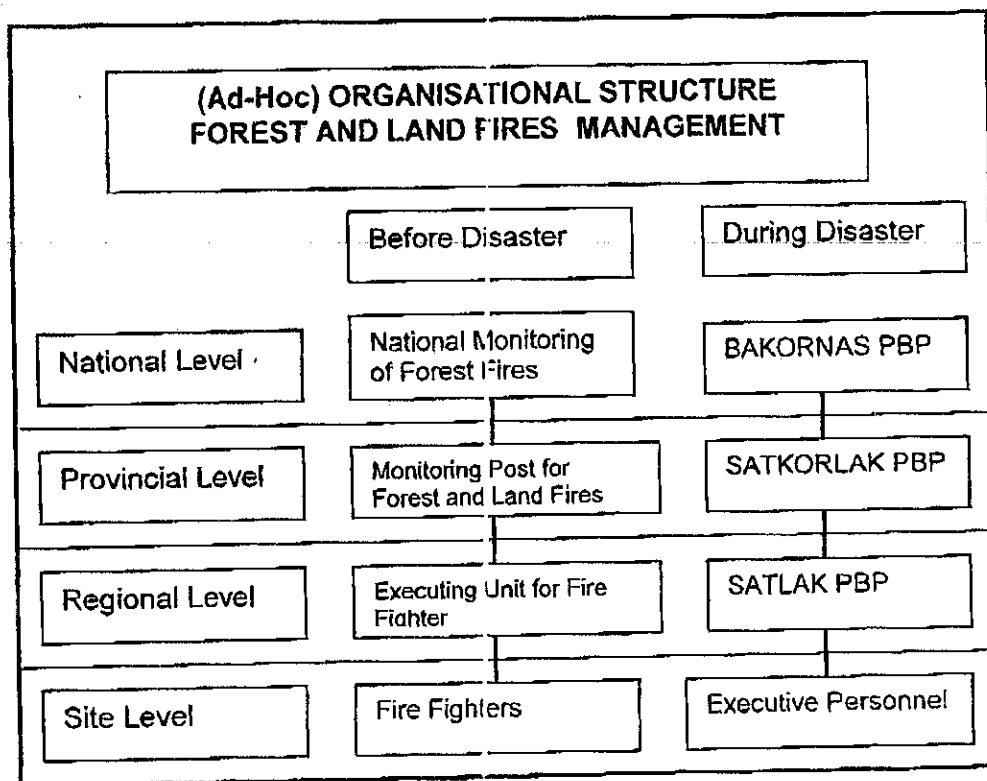 (Ad-Hoc) ORGANISATIONAL STRUCTURE
FOREST AND LAND FIRES MANAGEMENT
Before Disaster
During Disaster
National Level
National Monitoring
of Forest Fires
BAKORNAS PBP
Provincial Level
Monitoring Post for
Forest and Land Fires
SATKORLAK PBP
Regional Level
Executing Unit for Fire
Fighter
SATLAK PBP
Site Level
Fire Fighters
Executive Personnel